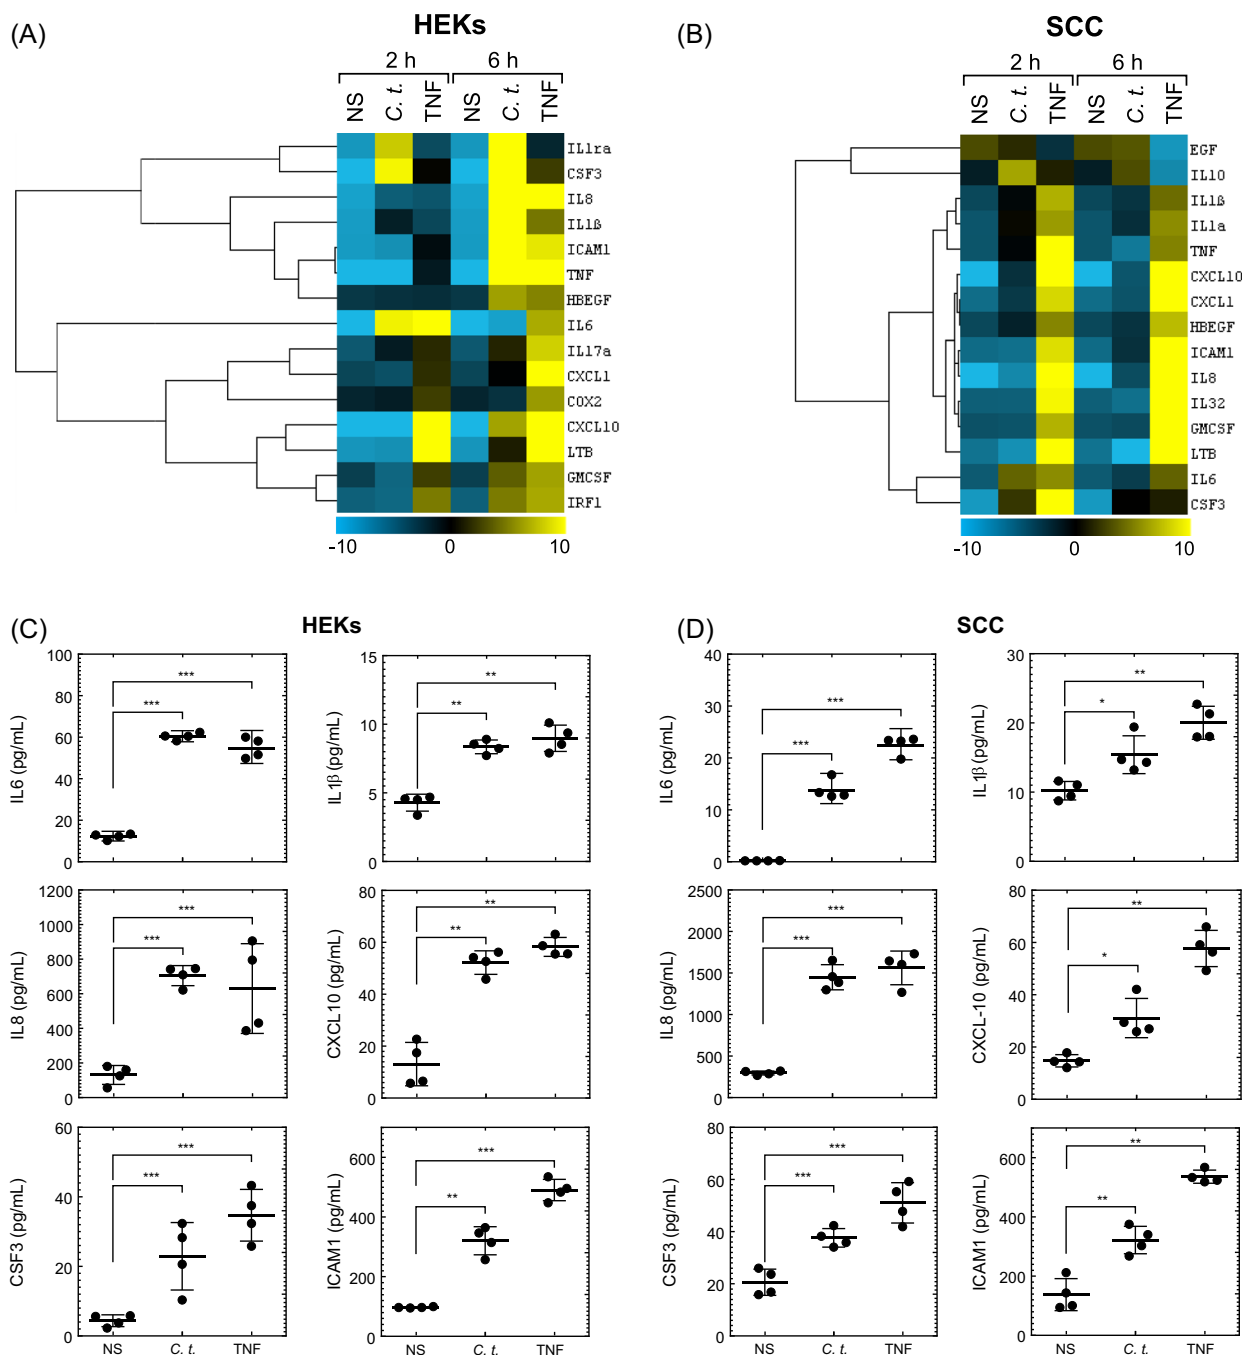 (A)
HEKs
2 h
6 h
NS
C. t.
TNF
NS
C. t.
TNF
IL1ra
CSF3
IL8
IL1ß
ICAM1
TNF
HBEGF
IL6
IL17a
CXCL1
COX2
CXCL10
LTB
GMCSF
IRF1
-10
0
10
(B)
SCC
2 h
6 h
NS
C. t.
TNF
NS
C. t.
TNF
EGF
IL10
IL1ß
IL1a
TNF
CXCL10
CXCL1
HBEGF
ICAM1
IL8
IL32
GMCSF
LTB
IL6
CSF3
-10
0
10
(C)
HEKs
IL6 (pg/mL)
100
80
60
40
20
0
***
***
IL1β (pg/mL)
15
10
5
0
**
**
IL8 (pg/mL)
1200
1000
800
600
400
200
0
***
***
CXCL10 (pg/mL)
80
60
40
20
0
**
**
CSF3 (pg/mL)
60
40
20
0
***
***
NS
C. t.
TNF
ICAM1 (pg/mL)
600
400
200
0
***
**
NS
C. t.
TNF
(D)
SCC
IL6 (pg/mL)
40
30
20
10
0
***
***
IL1β (pg/mL)
30
20
10
0
**
*
IL8 (pg/mL)
2500
2000
1500
1000
500
0
***
***
CXCL-10 (pg/mL)
80
60
40
20
0
**
*
CSF3 (pg/mL)
80
60
40
20
0
***
***
NS
C. t.
TNF
ICAM1 (pg/mL)
600
400
200
0
**
**
NS
C. t.
TNF